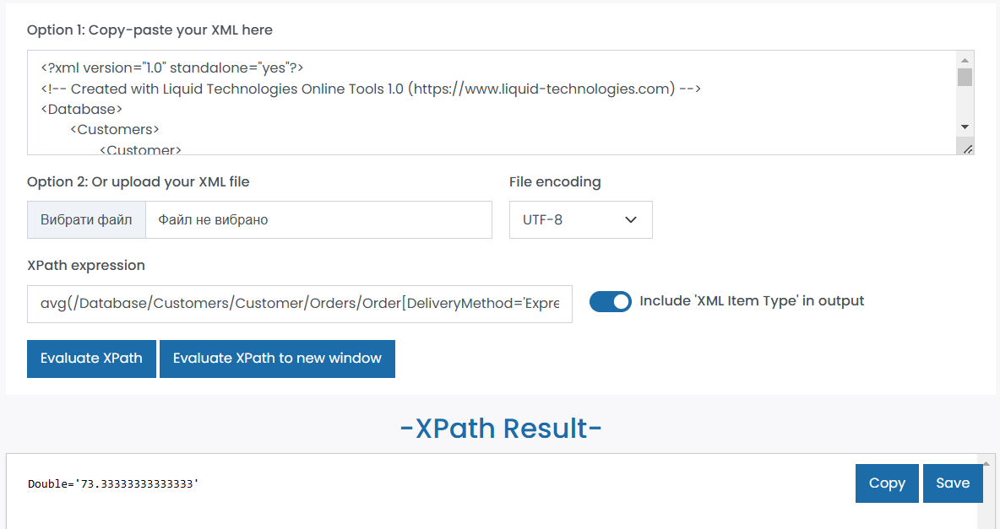 Option 1: Copy-paste your XML here
<?xml version="1.0" standalone="yes"?>
<!-- Created with Liquid Technologies Online Tools 1.0 (https://www.liquid-technologies.com) -->
<Database>
<Customers>
<Customer>
Option 2: Or upload your XML file
File encoding
Вибрати файл
Файл не вибрано
UTF-8
XPath expression
avg(/Database/Customers/Customer/Orders/Order[DeliveryMethod='Expre
Include 'XML Item Type' in output
Evaluate XPath
Evaluate XPath to new window
-XPath Result-
Double='73.33333333333333'
Copy
Save